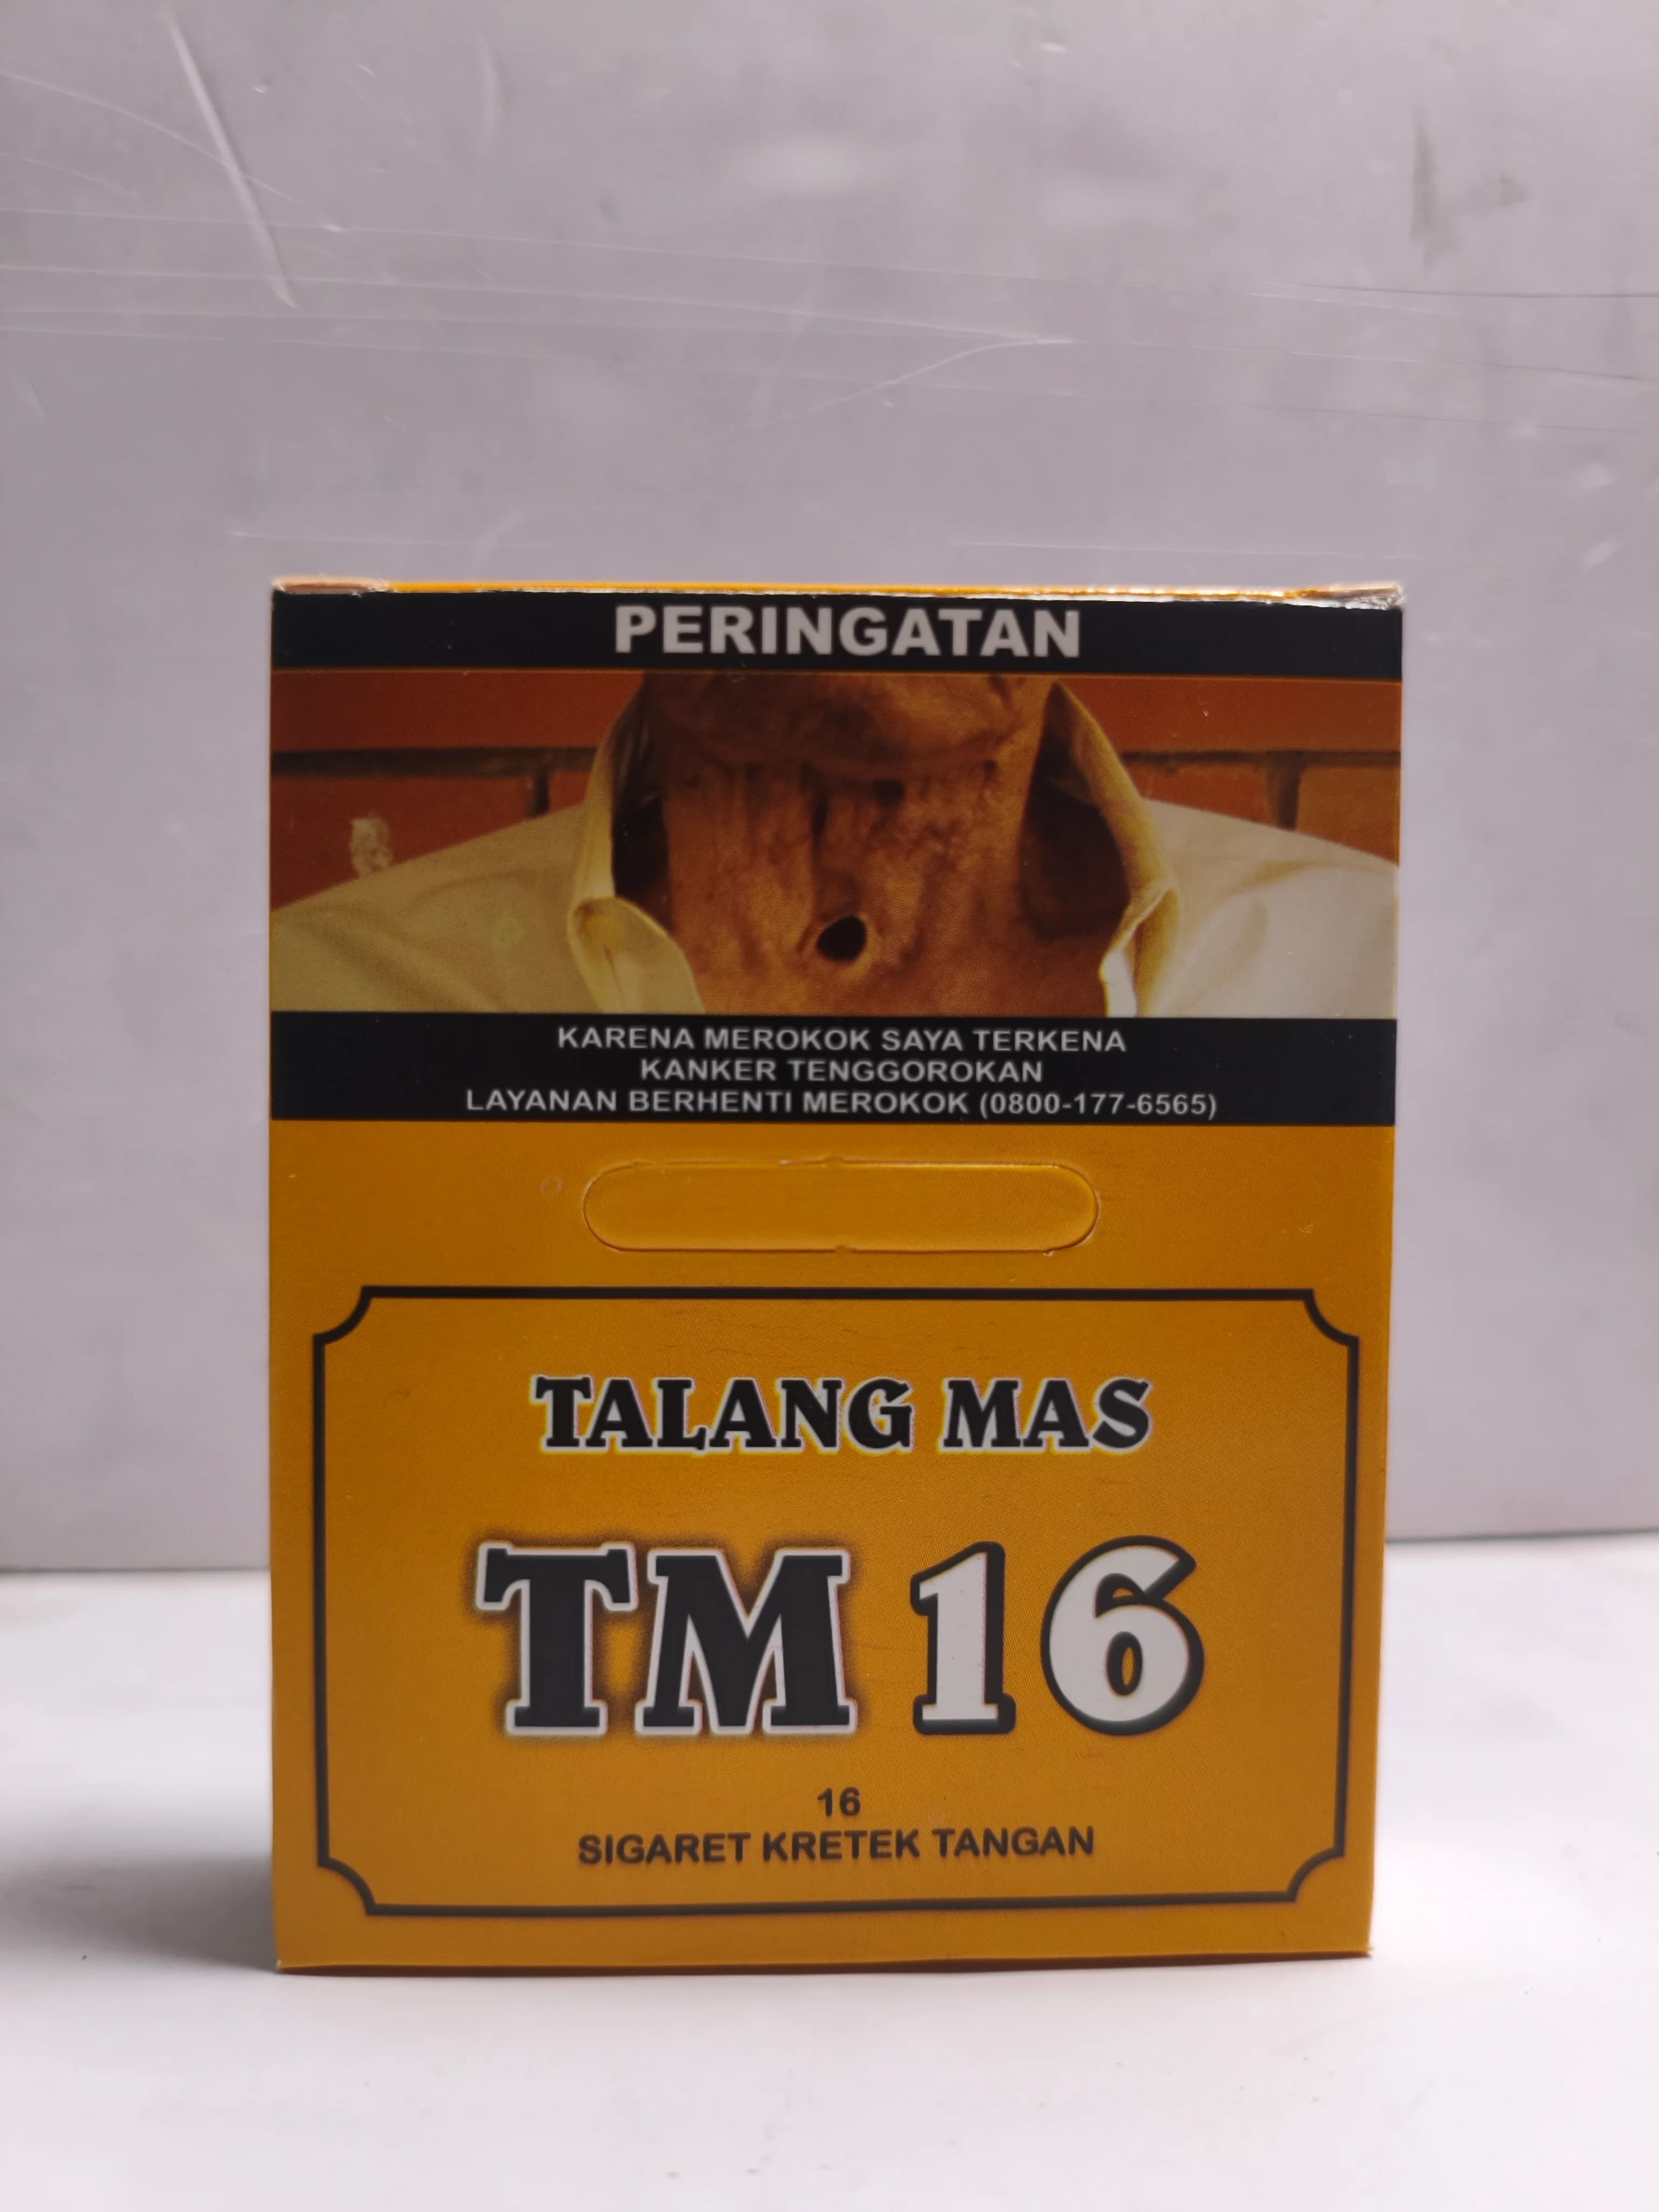 PERINGATAN
KARENA MEROKOK SAYA TERKENA
KANKER TENGGOROKAN
LAYANAN BERHENTI MEROKOK (0800-177-6565)
TALANG MAS
TM 16
16
SIGARET KRETEK TANGAN